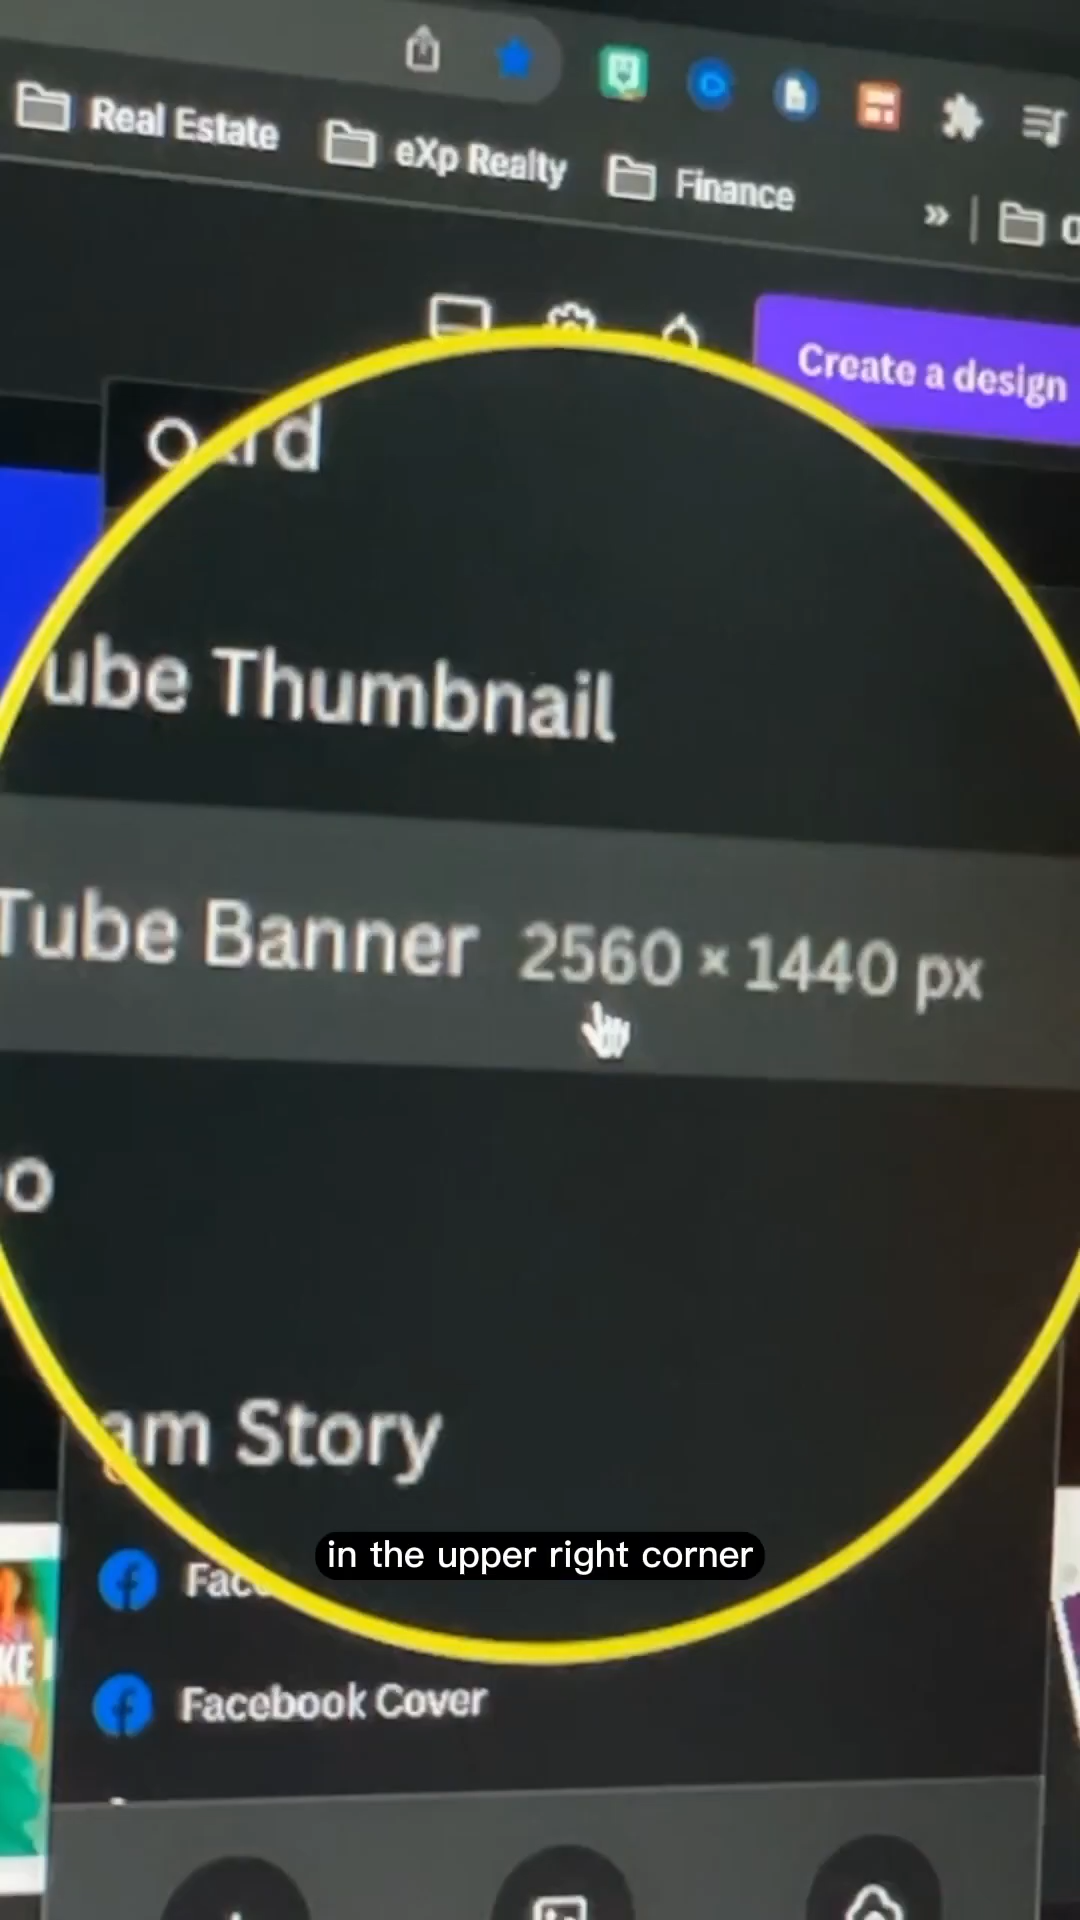 Real Estate
eXp Realty
Finance
»
Create a design
ube Thumbnail
Tube Banner 2560 × 1440 px
am Story
in the upper right corner
Facebook Cover
KE